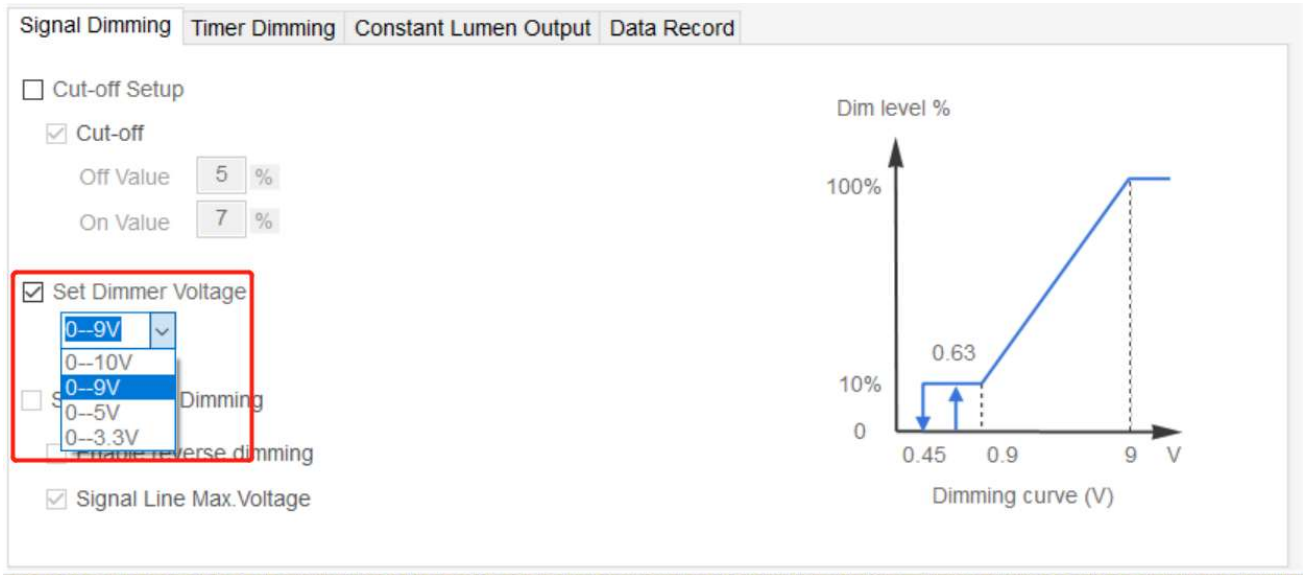 Signal Dimming Timer Dimming Constant Lumen Output Data Record
Cut-off Setup
Cut-off
Off Value 5 %
On Value 7 %
Set Dimmer Voltage
0--9V
0--10V
0--9V
0--5V
0--3.3V
Dimming
Enable reverse dimming
Signal Line Max.Voltage
Dim level %
100%
0.63
10%
0
0.45 0.9 9 V
Dimming curve (V)